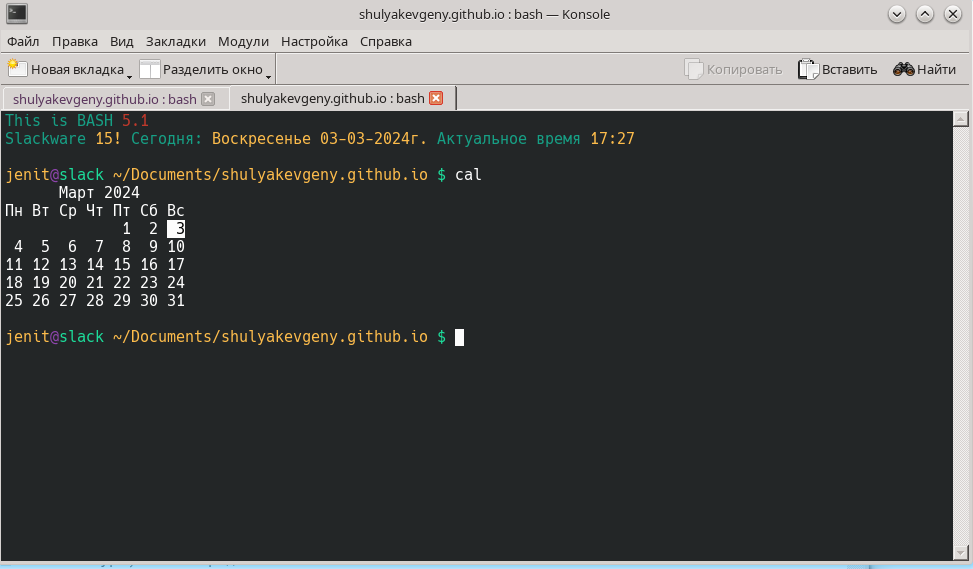 shulyakevgeny.github.io : bash — Konsole
Файл Правка Вид Закладки Модули Настройка Справка
Новая вкладка Разделить окно Копировать Вставить Найти
shulyakevgeny.github.io : bash shulyakevgeny.github.io : bash
This is BASH 5.1
Slackware 15! Сегодня: Воскресенье 03-03-2024г. Актуальное время 17:27
jenit@slack ~/Documents/shulyakevgeny.github.io $ cal
Март 2024
Пн Вт Ср Чт Пт Сб Вс
1 2 3
4 5 6 7 8 9 10
11 12 13 14 15 16 17
18 19 20 21 22 23 24
25 26 27 28 29 30 31
jenit@slack ~/Documents/shulyakevgeny.github.io $